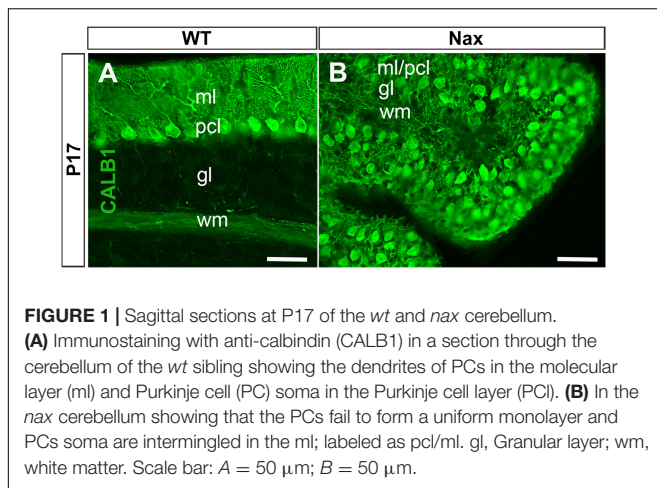 WT
Nax
A
ml
pcl
gl
wm
B
ml/pcl
gl
wm
P17
CALB1
FIGURE 1 | Sagittal sections at P17 of the wt and nax cerebellum.
(A) Immunostaining with anti-calbindin (CALB1) in a section through the
cerebellum of the wt sibling showing the dendrites of PCs in the molecular
layer (ml) and Purkinje cell (PC) soma in the Purkinje cell layer (PCl). (B) In the
nax cerebellum showing that the PCs fail to form a uniform monolayer and
PCs soma are intermingled in the ml; labeled as pcl/ml. gl, Granular layer; wm,
white matter. Scale bar: A = 50 μm; B = 50 μm.